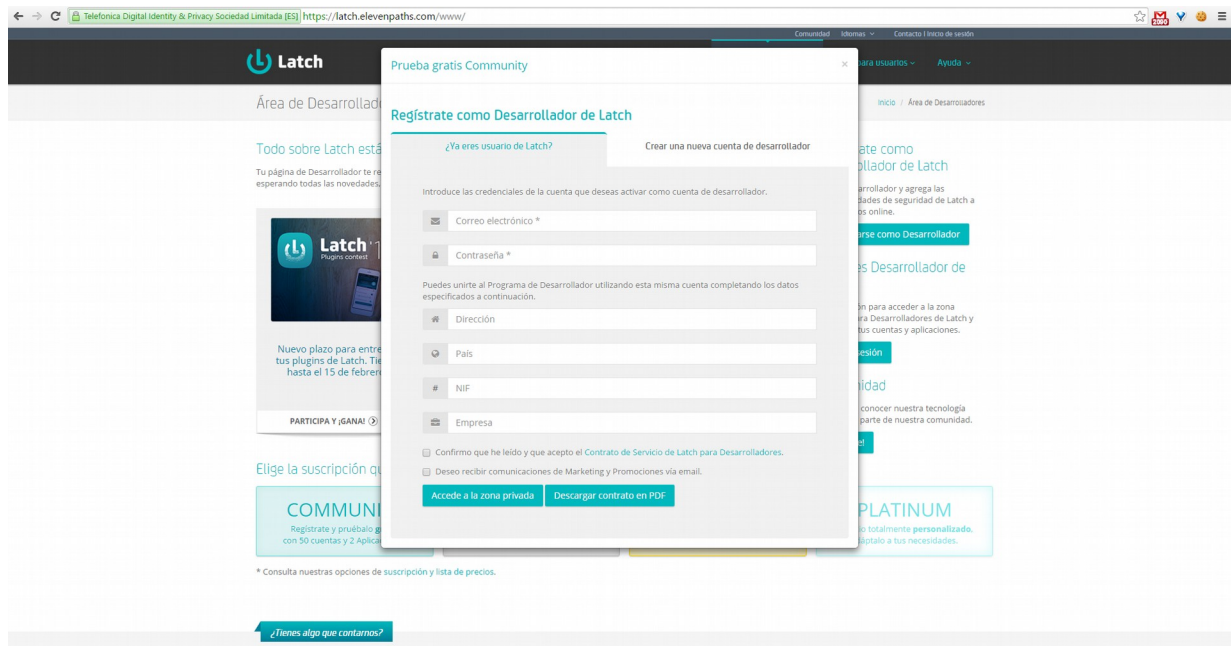 Telefonica Digital Identity & Privacy Sociedad Limitada [ES] https://latch.elevenpaths.com/www/
Comunidad Idiomas Contacto | Inicio de sesión
Latch
para usuarios Ayuda
Área de Desarrollad
Inicio / Área de Desarrolladores
Prueba gratis Community ×
Regístrate como Desarrollador de Latch
¿Ya eres usuario de Latch? Crear una nueva cuenta de desarrollador
Introduce las credenciales de la cuenta que deseas activar como cuenta de desarrollador.
Correo electrónico *
Contraseña *
Puedes unirte al Programa de Desarrollador utilizando esta misma cuenta completando los datos
especificados a continuación.
Dirección
País
# NIF
Empresa
Confirmo que he leído y que acepto el Contrato de Servicio de Latch para Desarrolladores.
Deseo recibir comunicaciones de Marketing y Promociones vía email.
Accede a la zona privada Descargar contrato en PDF
Todo sobre Latch está
Tu página de Desarrollador te re
esperando todas las novedades.
Latch
Plugins contest
Nuevo plazo para entre
tus plugins de Latch. Tie
hasta el 15 de febrer
PARTICIPA Y ¡GANA!
ate como
ollador de Latch
arrollador y agrega las
dades de seguridad de Latch a
os online.
arse como Desarrollador
es Desarrollador de
ón para acceder a la zona
ra Desarrolladores de Latch y
tus cuentas y aplicaciones.
esión
nidad
conocer nuestra tecnología
parte de nuestra comunidad.
e!
Elige la suscripción qu
COMMUNI
Regístrate y pruébalo g
con 50 cuentas y 2 Aplica
PLATINUM
o totalmente personalizado,
dáptalo a tus necesidades.
* Consulta nuestras opciones de suscripción y lista de precios.
¿Tienes algo que contarnos?